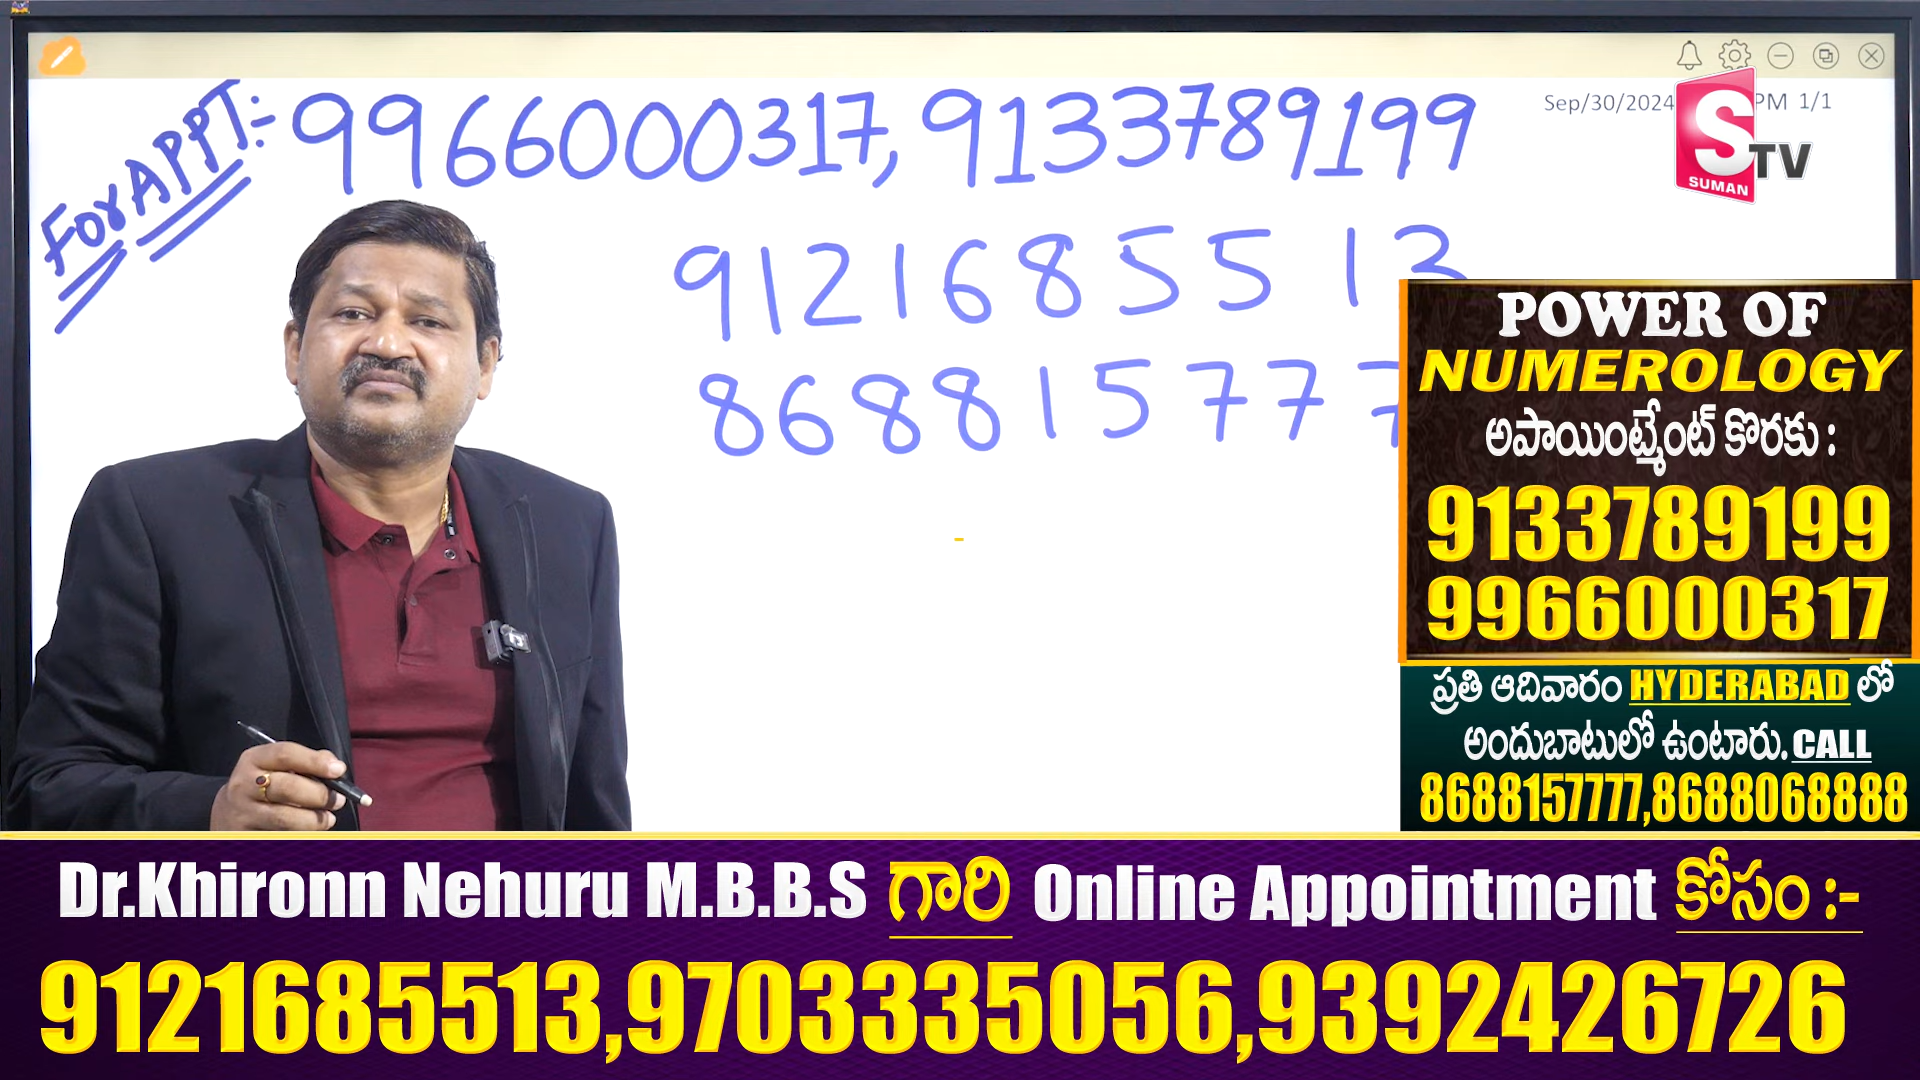 Sep/30/2024 PM 1/1
S TV
SUMAN
For APPT:- 9966000317, 9133789199
9121685513
868815777
POWER OF
NUMEROLOGY
అపాయింట్మేంట్ కొరకు :
9133789199
9966000317
ప్రతి ఆదివారం HYDERABAD లో
అందుబాటులో ఉంటారు. CALL
8688157777,8688068888
Dr.Khironn Nehuru M.B.B.S గారి Online Appointment కోసం :-
9121685513,9703335056,9392426726